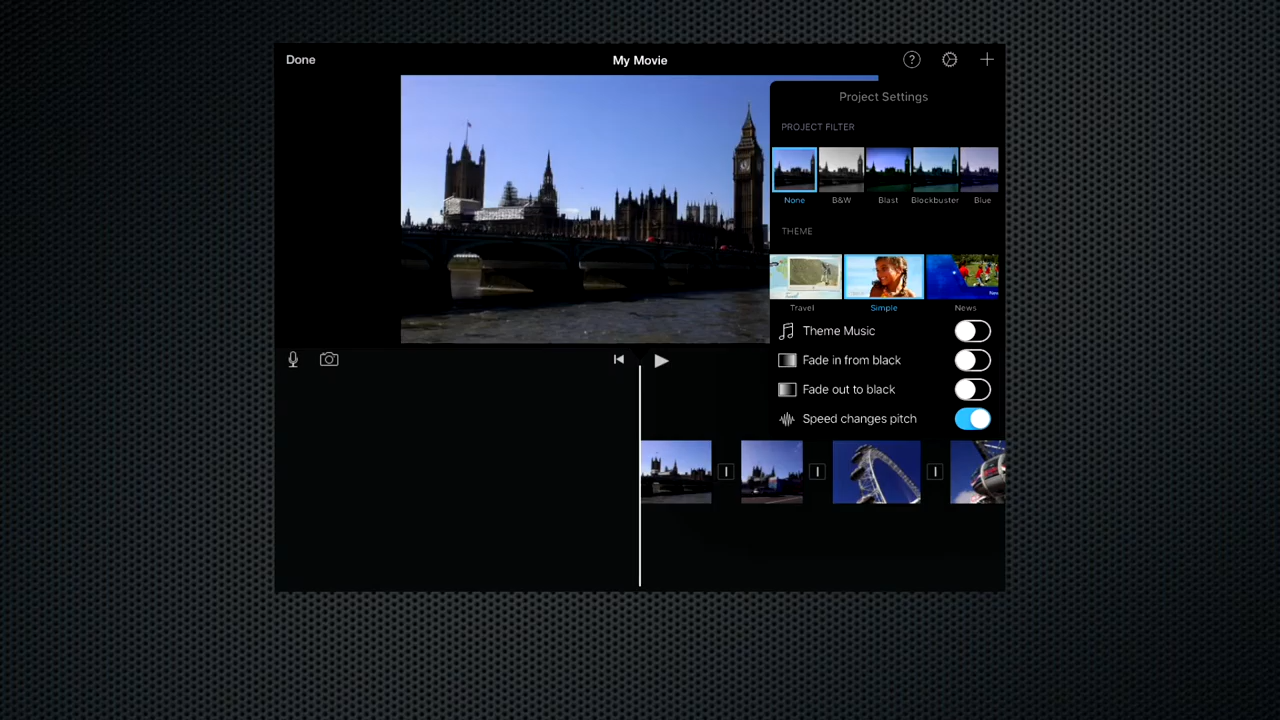 Done
My Movie
?
Project Settings
PROJECT FILTER
None B&W Blast Blockbuster Blue
THEME
Travel Simple News
Theme Music
Fade in from black
Fade out to black
Speed changes pitch